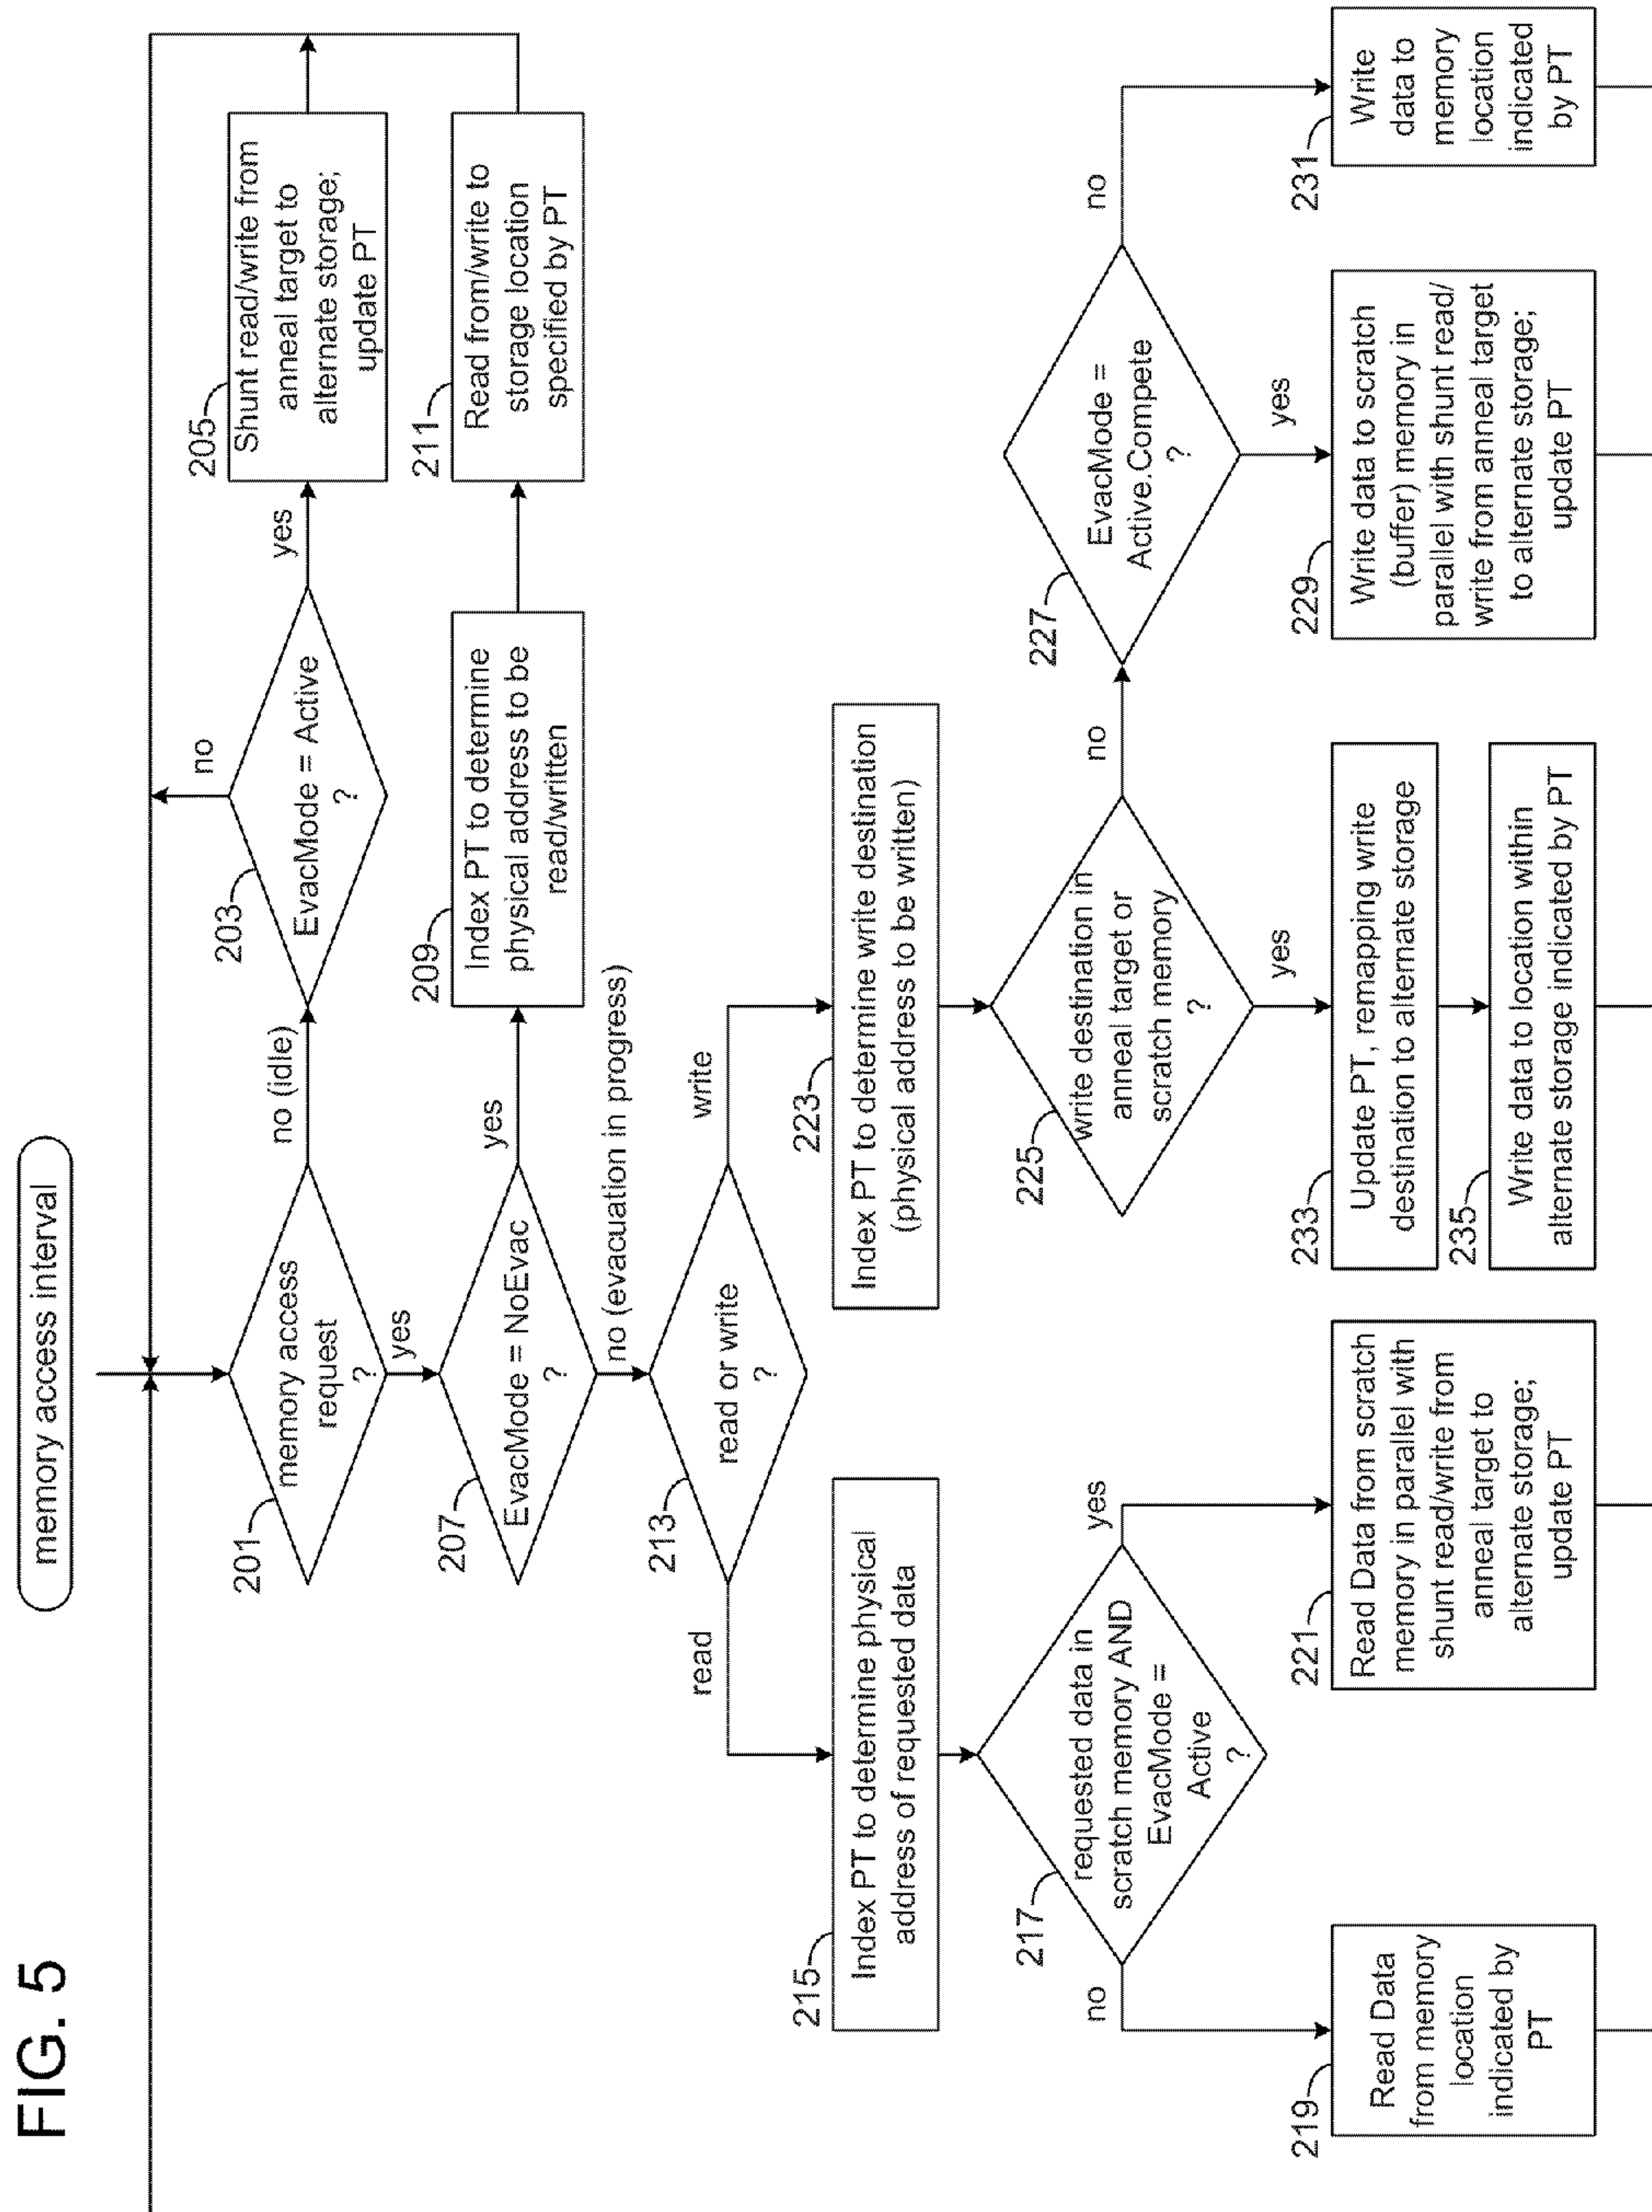 FIG. 5
memory access interval
201
memory access
request
?
no (idle)
yes
203
EvacMode = Active
?
no
yes
205
Shunt read/write from
anneal target to
alternate storage;
update PT
207
EvacMode = NoEvac
?
yes
no (evacuation in progress)
209
Index PT to determine
physical address to be
read/written
211
Read from/write to
storage location
specified by PT
213
read or write
?
read
write
215
Index PT to determine physical
address of requested data
217
requested data in
scratch memory AND
EvacMode =
Active
?
no
yes
219
Read Data
from memory
location
indicated by
PT
221
Read Data from scratch
memory in parallel with
shunt read/write from
anneal target to
alternate storage;
update PT
223
Index PT to determine write destination
(physical address to be written)
225
write destination in
anneal target or
scratch memory
?
no
yes
227
EvacMode =
Active.Compete
?
no
yes
229
Write data to scratch
(buffer) memory in
parallel with shunt read/
write from anneal target
to alternate storage;
update PT
231
Write
data to
memory
location
indicated
by PT
233
Update PT, remapping write
destination to alternate storage
235
Write data to location within
alternate storage indicated by PT